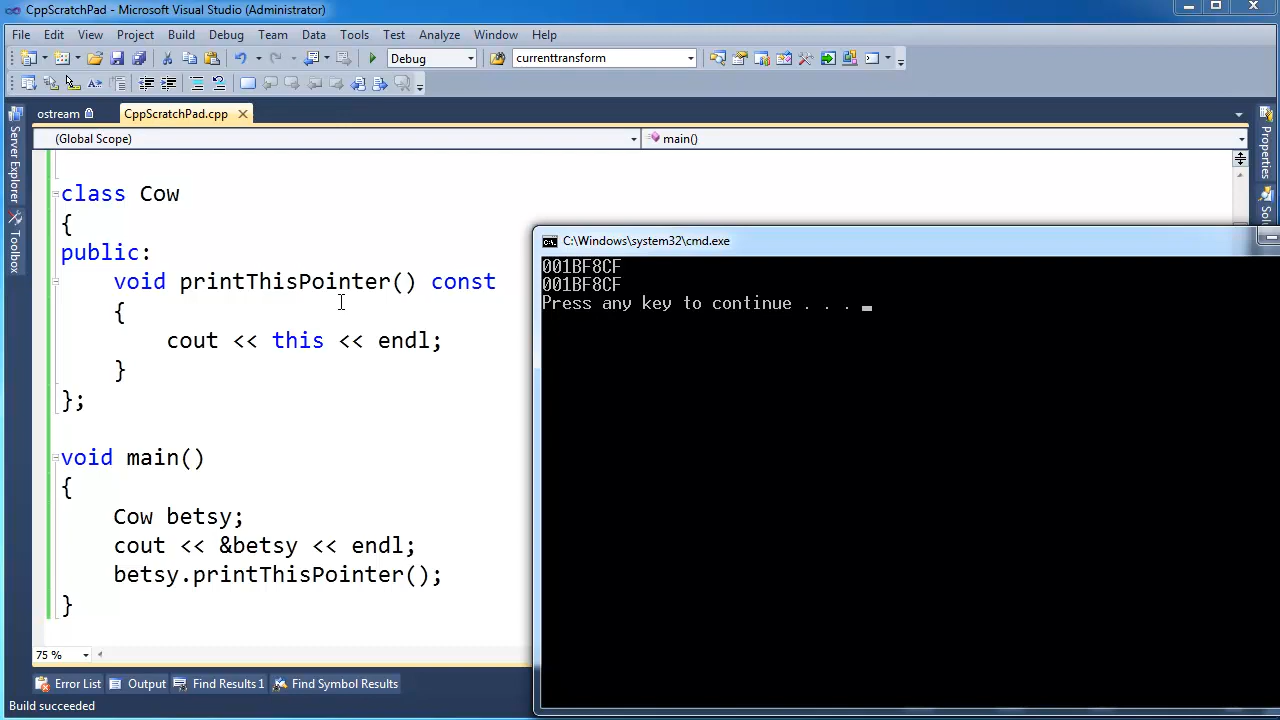 CppScratchPad - Microsoft Visual Studio (Administrator)
File Edit View Project Build Debug Team Data Tools Test Analyze Window Help
Debug currenttransform
ostream CppScratchPad.cpp
(Global Scope) main()
Server Explorer
Toolbox
Properties
class Cow
{
public:
void printThisPointer() const
{
cout << this << endl;
}
};
void main()
{
Cow betsy;
cout << &betsy << endl;
betsy.printThisPointer();
}
C:\Windows\system32\cmd.exe
001BF8CF
001BF8CF
Press any key to continue . . .
75 %
Error List Output Find Results 1 Find Symbol Results
Build succeeded